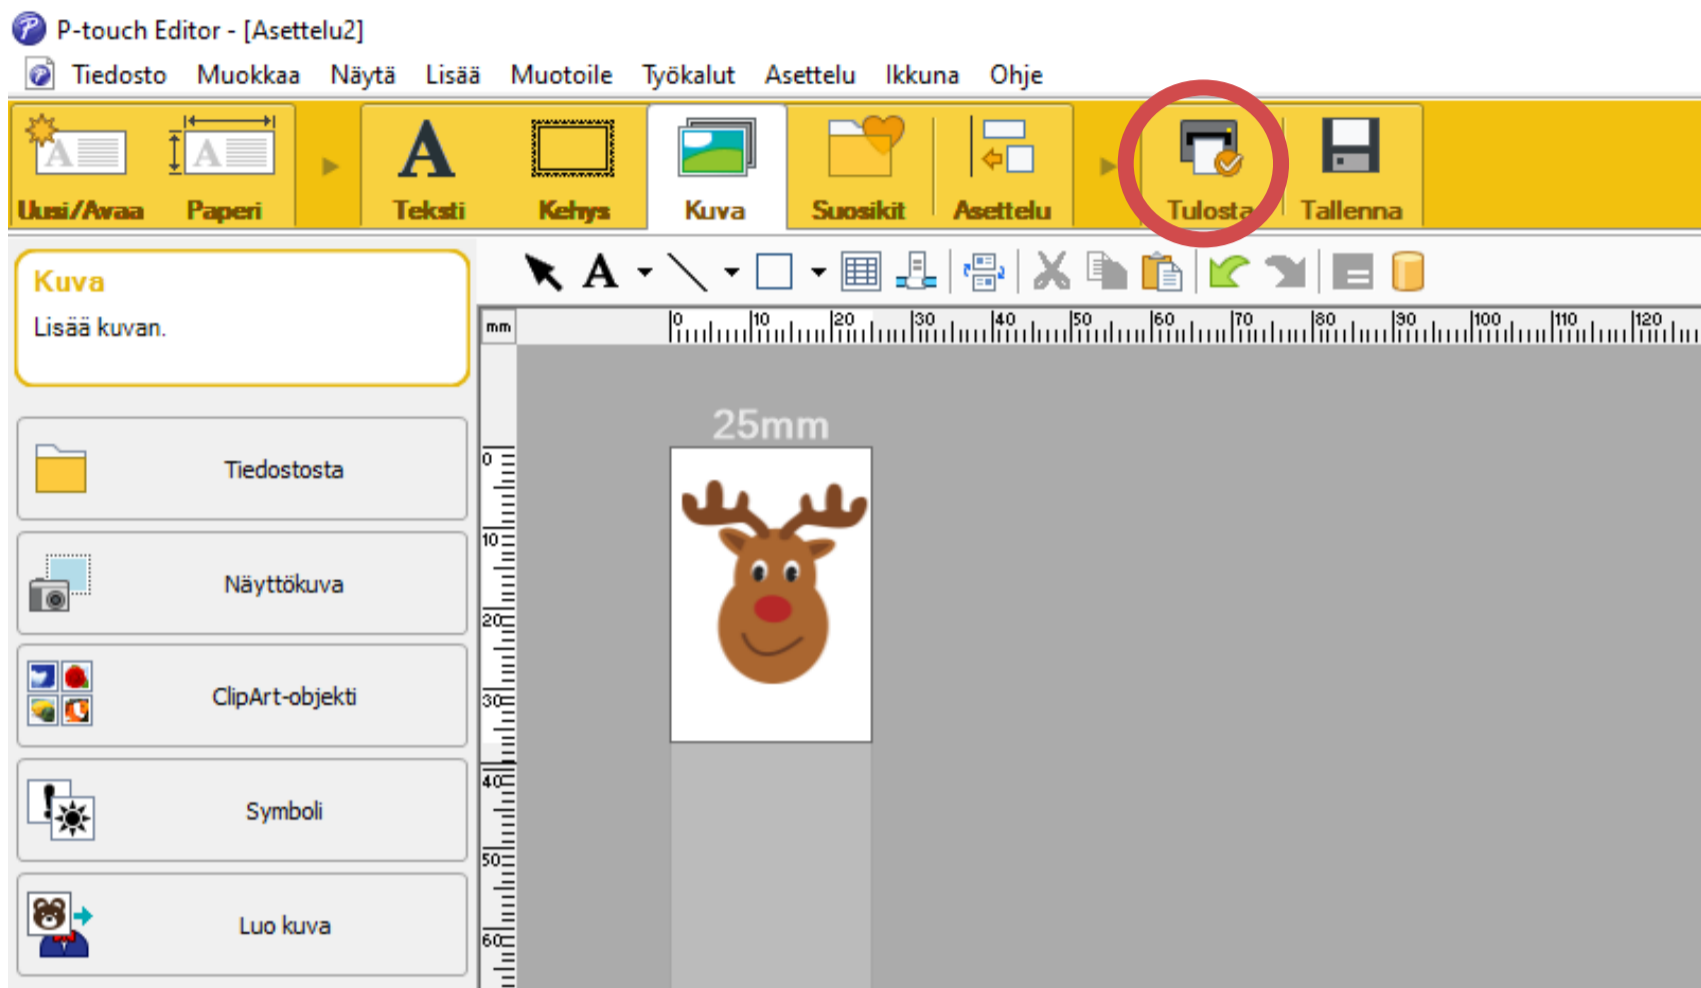 P-touch Editor - [Asettelu2]
Tiedosto Muokkaa Näytä Lisää Muotoile Työkalut Asettelu Ikkuna Ohje
A A A
Uusi/Avaa Paperi Teksti Kehys Kuva Suosikit Asettelu Tulosta Tallenna
Kuva
Lisää kuvan.
A
mm
0 10 20 30 40 50 60 70 80 90 100 110 120
25mm
0
10
20
30
40
50
60
Tiedostosta
Näyttökuva
ClipArt-objekti
Symboli
Luo kuva